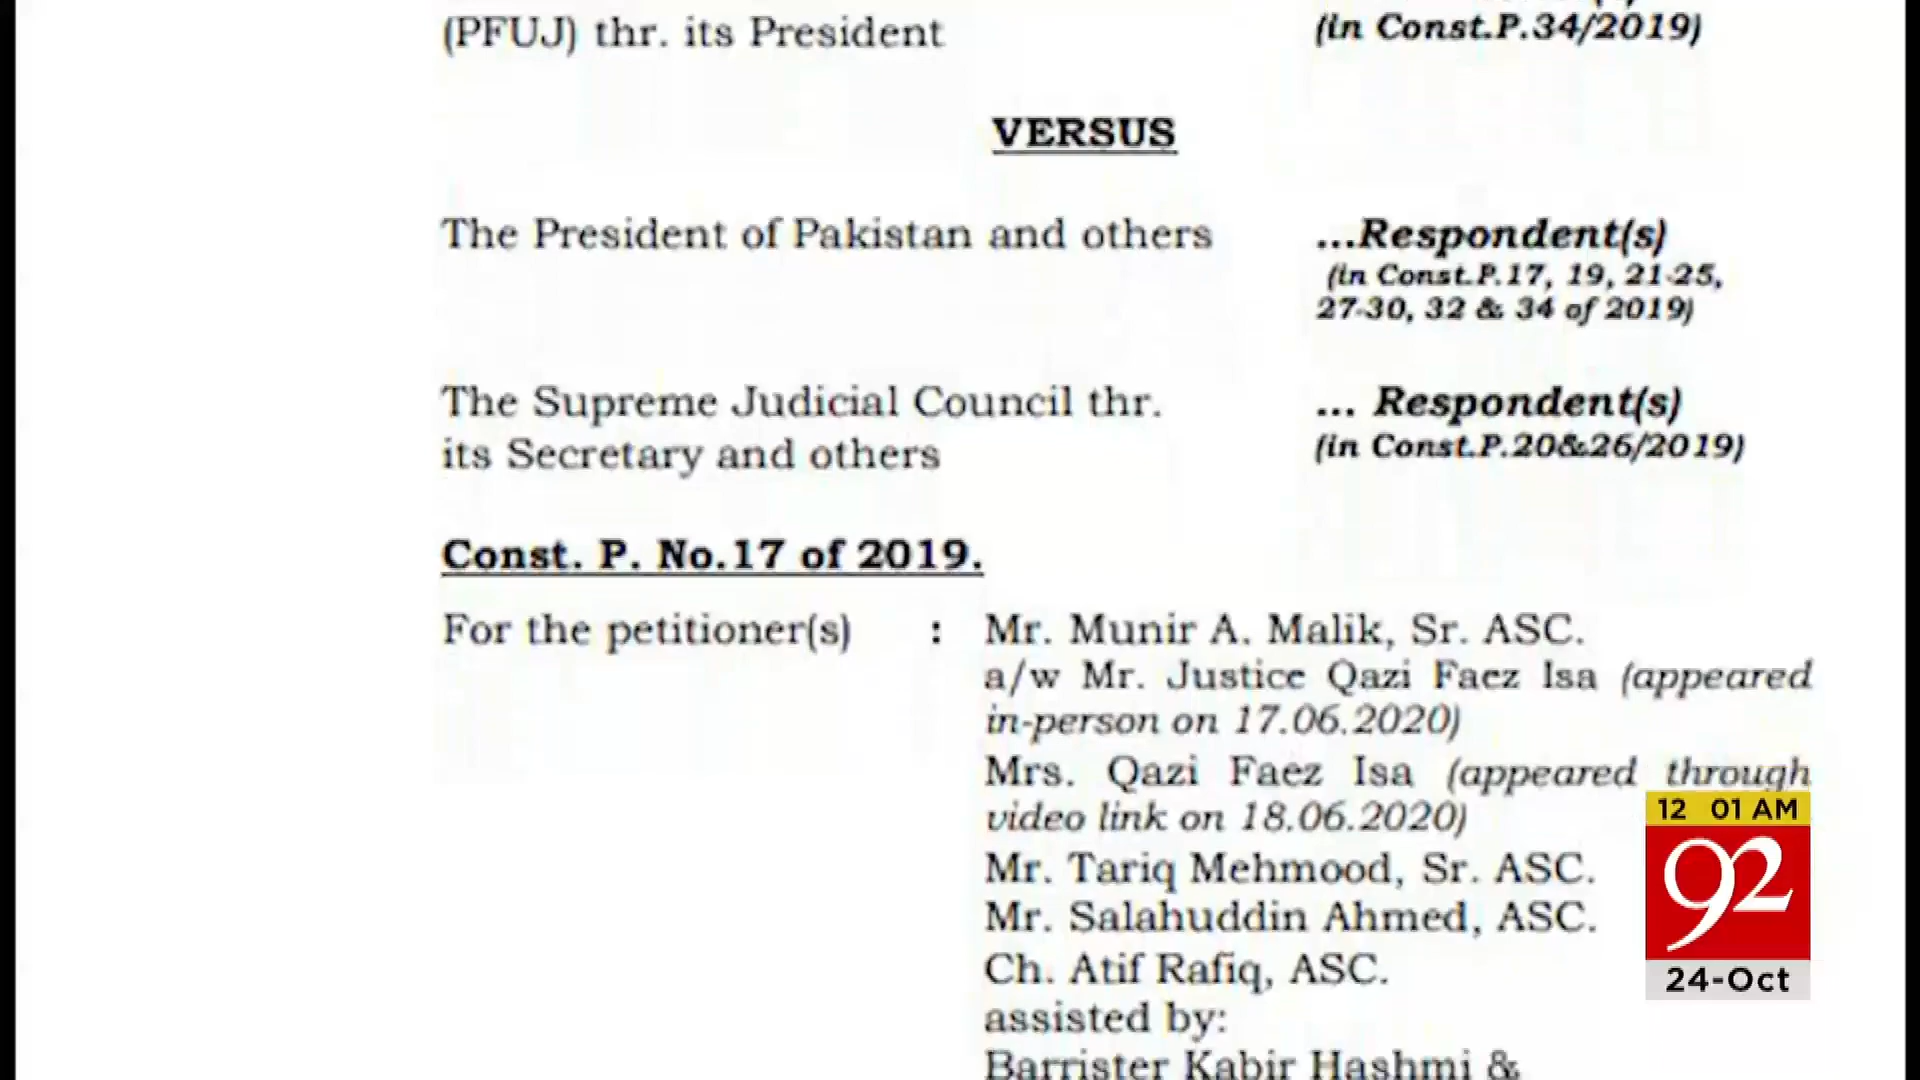 (PFUJ) thr. its President
(in Const.P.34/2019)
VERSUS
The President of Pakistan and others
...Respondent(s)
(in Const.P.17, 19, 21-25,
27-30, 32 & 34 of 2019)
The Supreme Judicial Council thr.
its Secretary and others
... Respondent(s)
(in Const.P.20&26/2019)
Const. P. No.17 of 2019.
For the petitioner(s) : Mr. Munir A. Malik, Sr. ASC.
a/w Mr. Justice Qazi Faez Isa (appeared
in-person on 17.06.2020)
Mrs. Qazi Faez Isa (appeared through
video link on 18.06.2020)
Mr. Tariq Mehmood, Sr. ASC.
Mr. Salahuddin Ahmed, ASC.
Ch. Atif Rafiq, ASC.
assisted by:
Barrister Kabir Hashmi &
12 01 AM
92
24-Oct